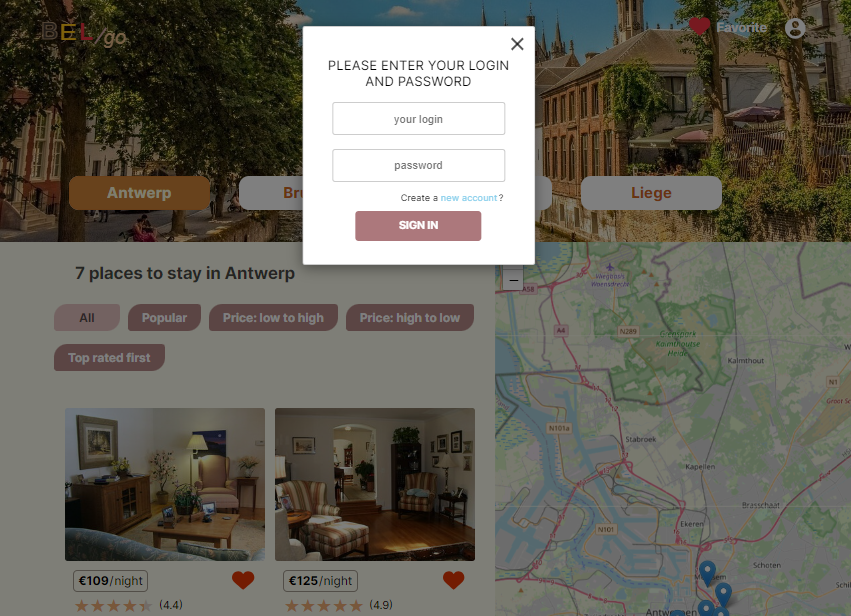 BEL/go
Favorite
PLEASE ENTER YOUR LOGIN
AND PASSWORD
your login
password
Create a new account?
SIGN IN
Antwerp
Bru
Liege
7 places to stay in Antwerp
All
Popular
Price: low to high
Price: high to low
Top rated first
€109/night
(4.4)
€125/night
(4.9)
−
A58
A4
N289
Grenspark
Kalmthoutse
Heide
Kalmthout
N1
N101a
Stabroek
Kapellen
Brasschaat
N101
Ekeren
Schoten
Antwerpen